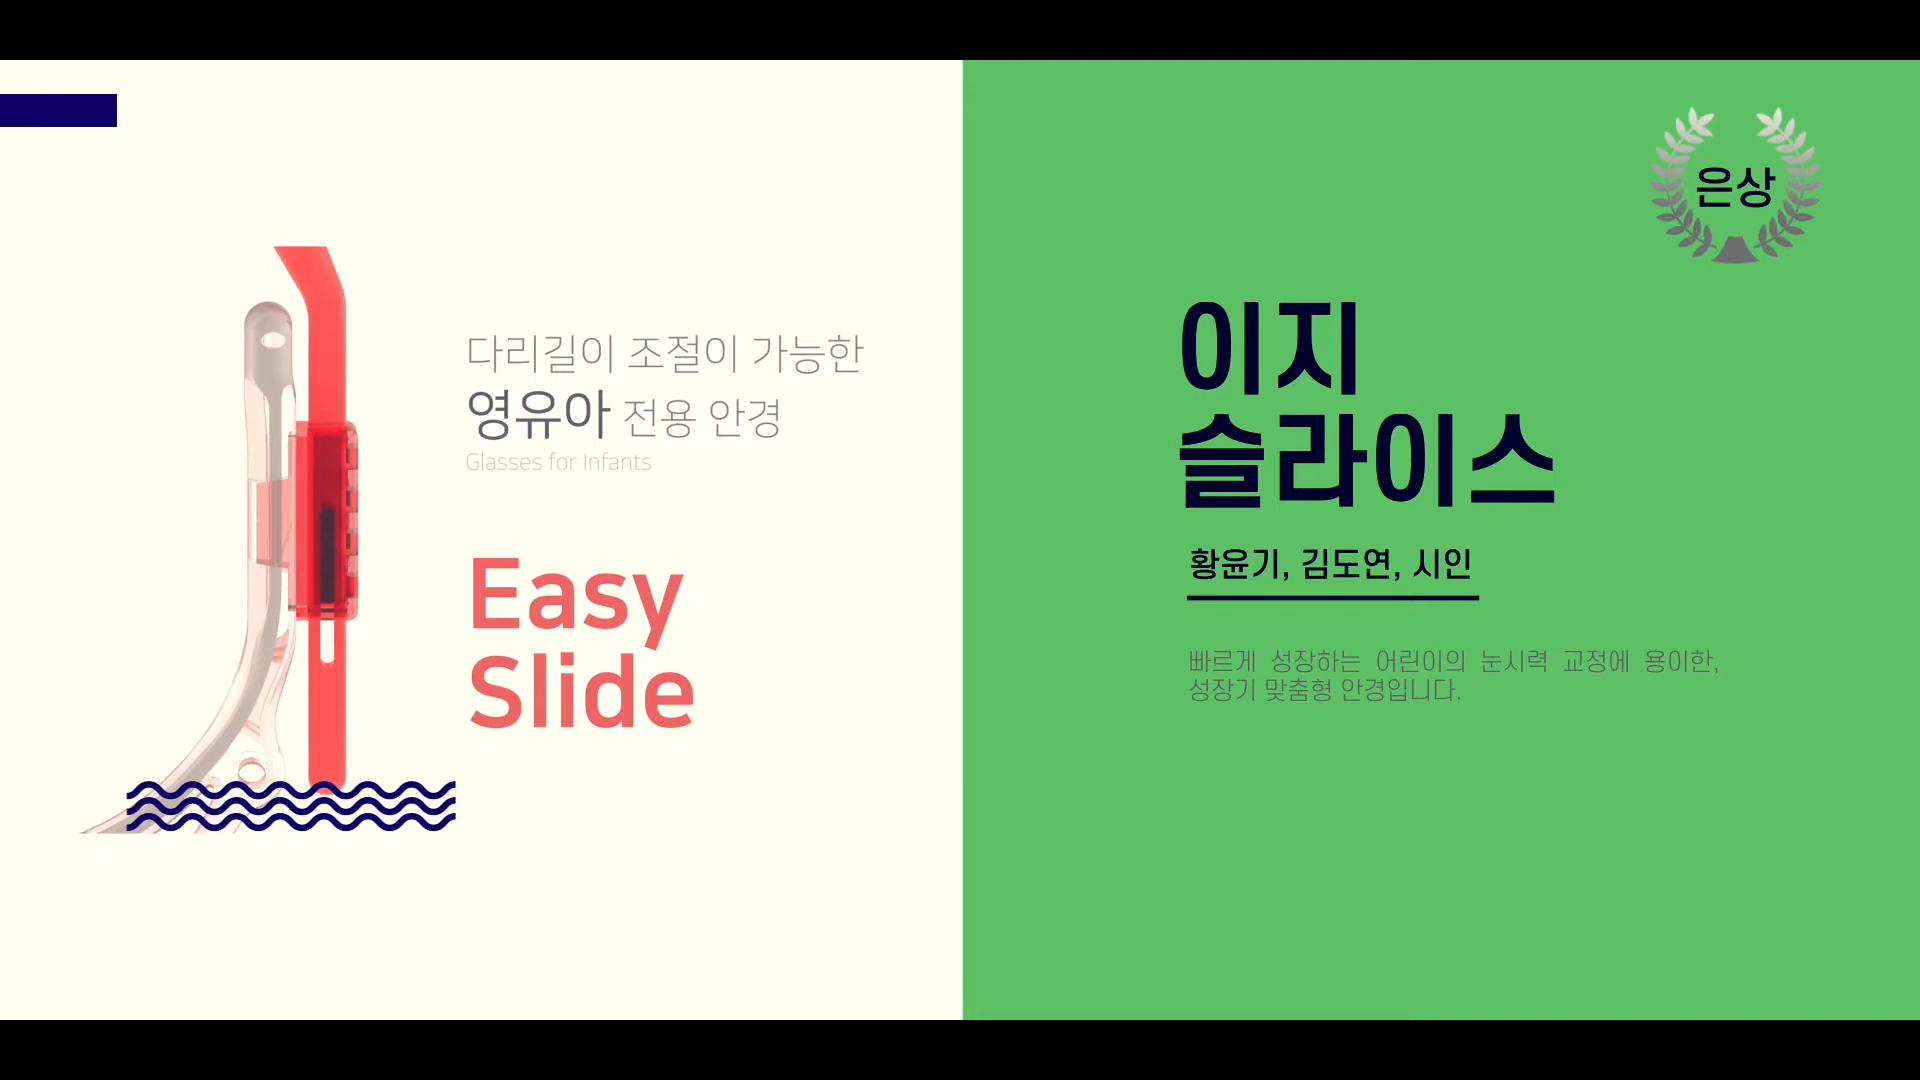 다리길이 조절이 가능한
영유아 전용 안경
Glasses for Infants
Easy
Slide
은상
이지
슬라이스
황윤기, 김도연, 시인
빠르게 성장하는 어린이의 눈시력 교정에 용이한,
성장기 맞춤형 안경입니다.